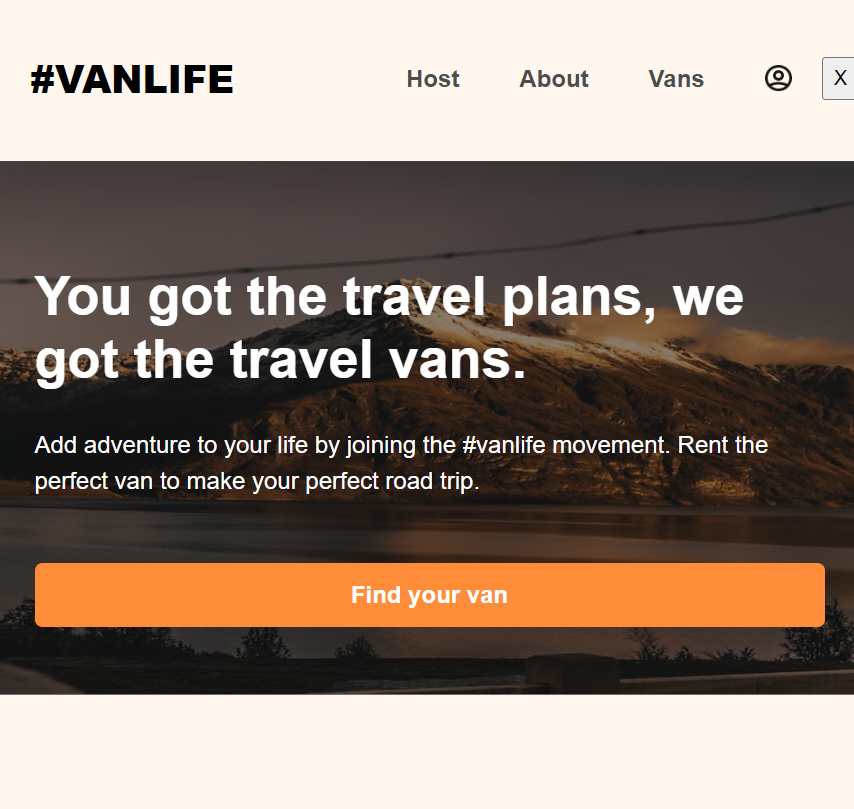 #VANLIFE Host About Vans X
You got the travel plans, we
got the travel vans.
Add adventure to your life by joining the #vanlife movement. Rent the
perfect van to make your perfect road trip.
Find your van